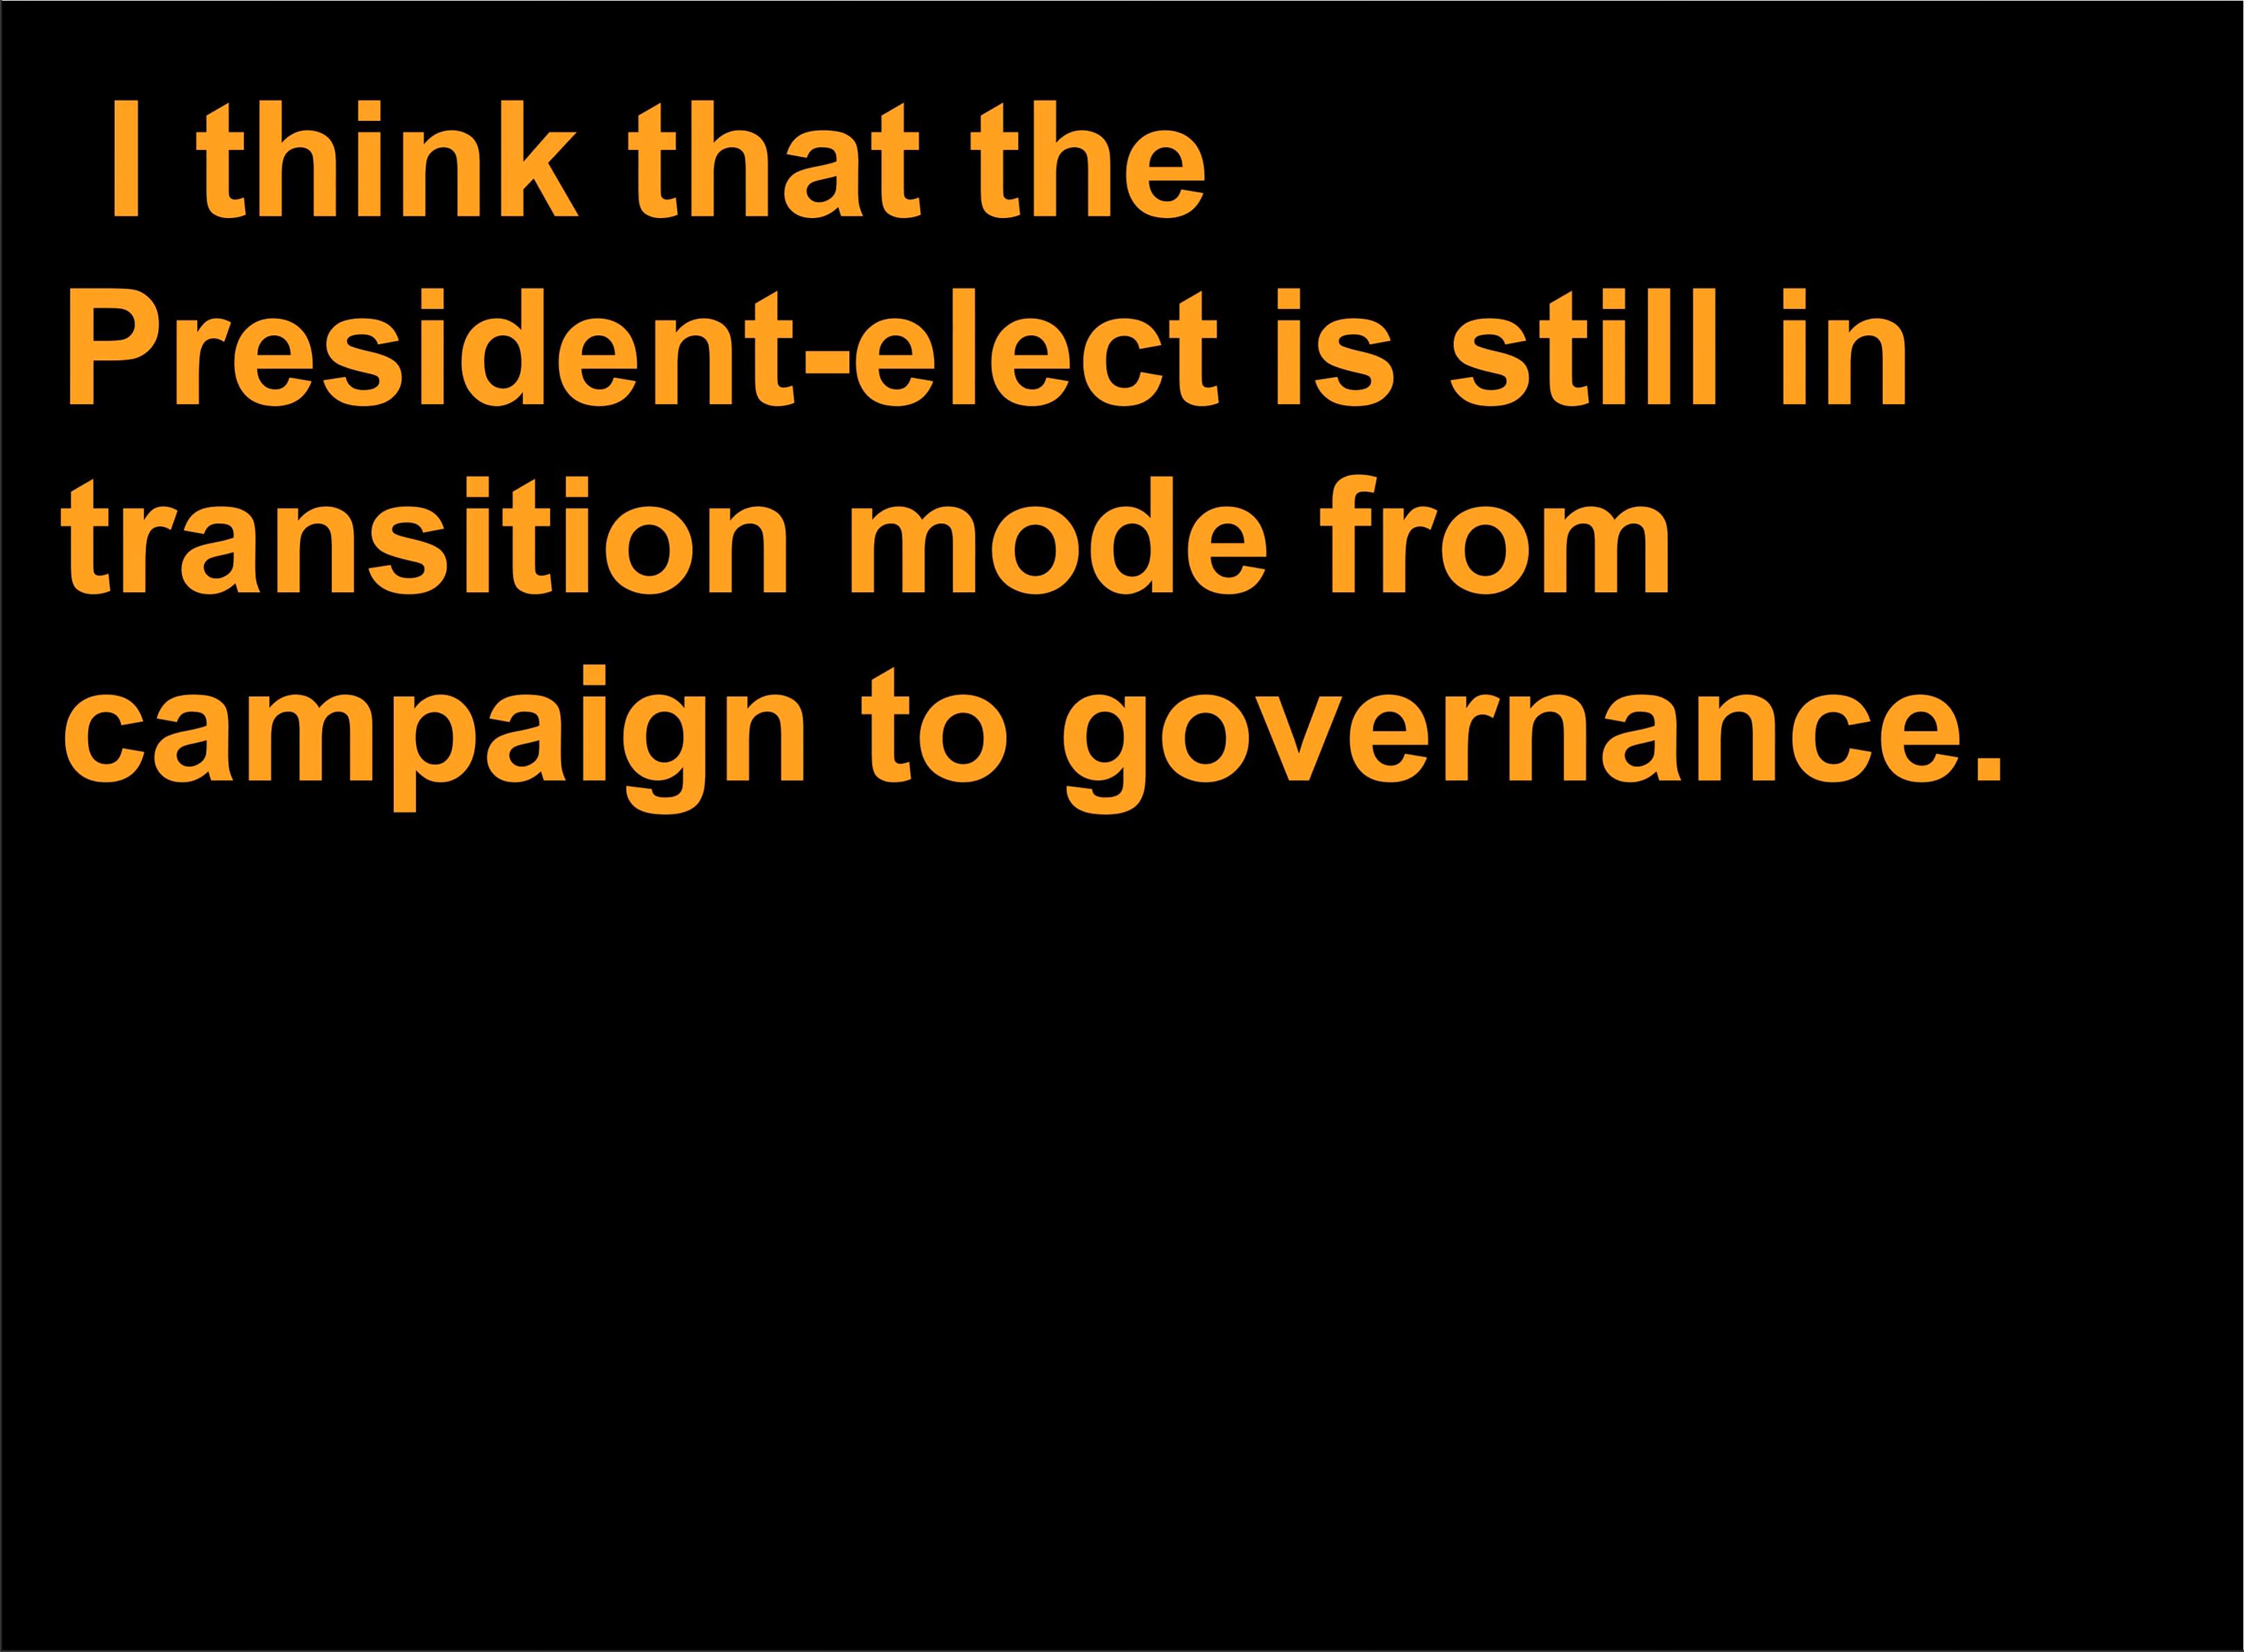 I think that the
President-elect is still in
transition mode from
campaign to governance.